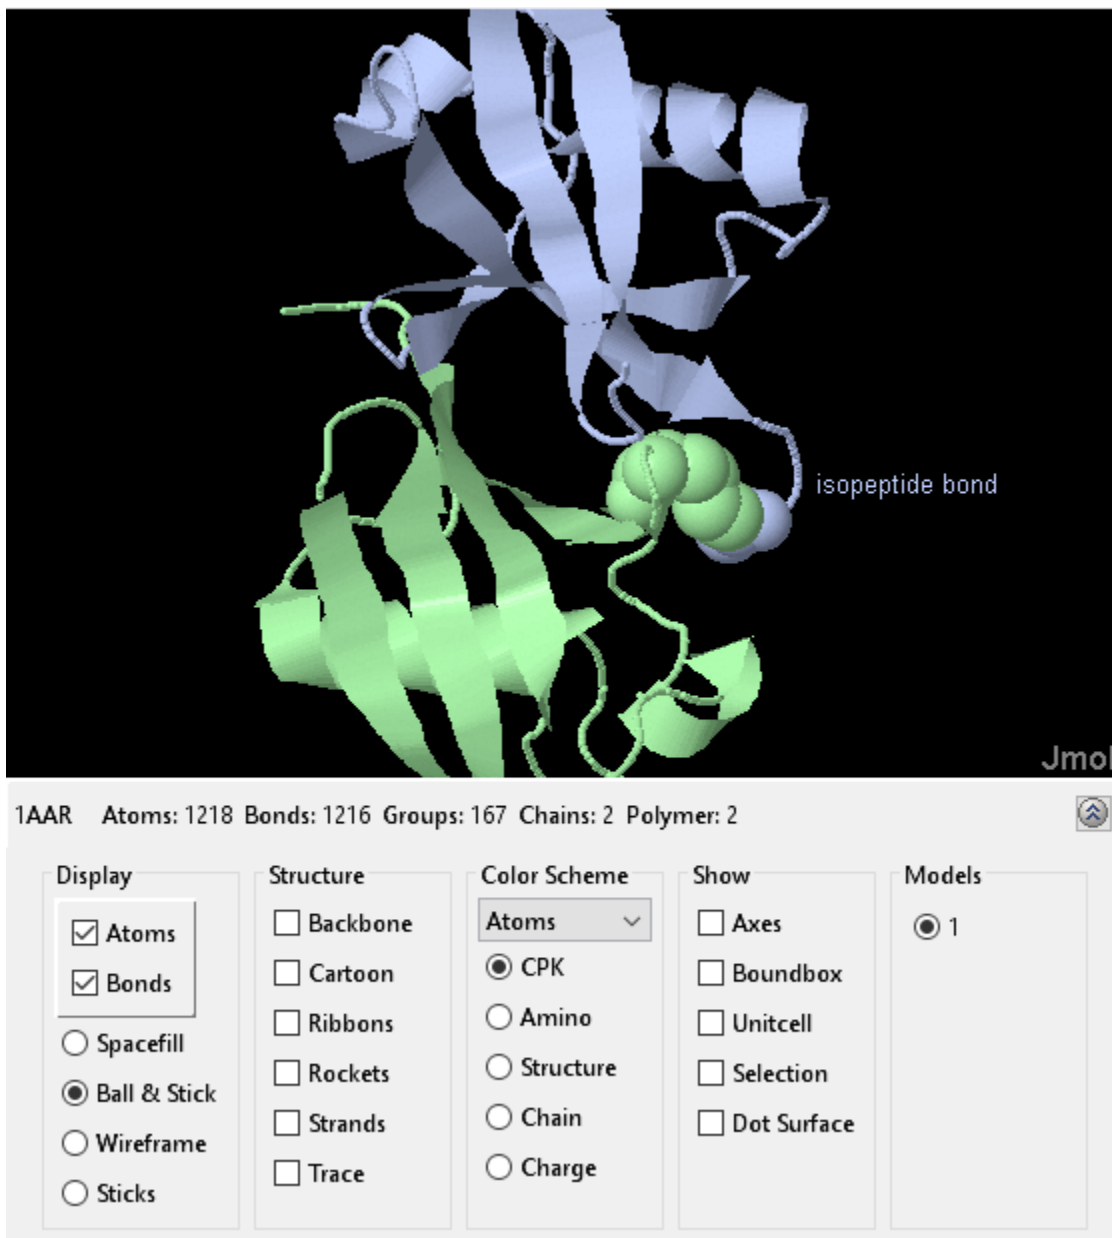 isopeptide bond
Jmol
1AAR Atoms: 1218 Bonds: 1216 Groups: 167 Chains: 2 Polymer: 2
Display Structure Color Scheme Show Models
Atoms Backbone Atoms Axes 1
Bonds Cartoon CPK Boundbox
Spacefill Ribbons Amino Unitcell
Ball & Stick Rockets Structure Selection
Wireframe Strands Chain Dot Surface
Sticks Trace Charge